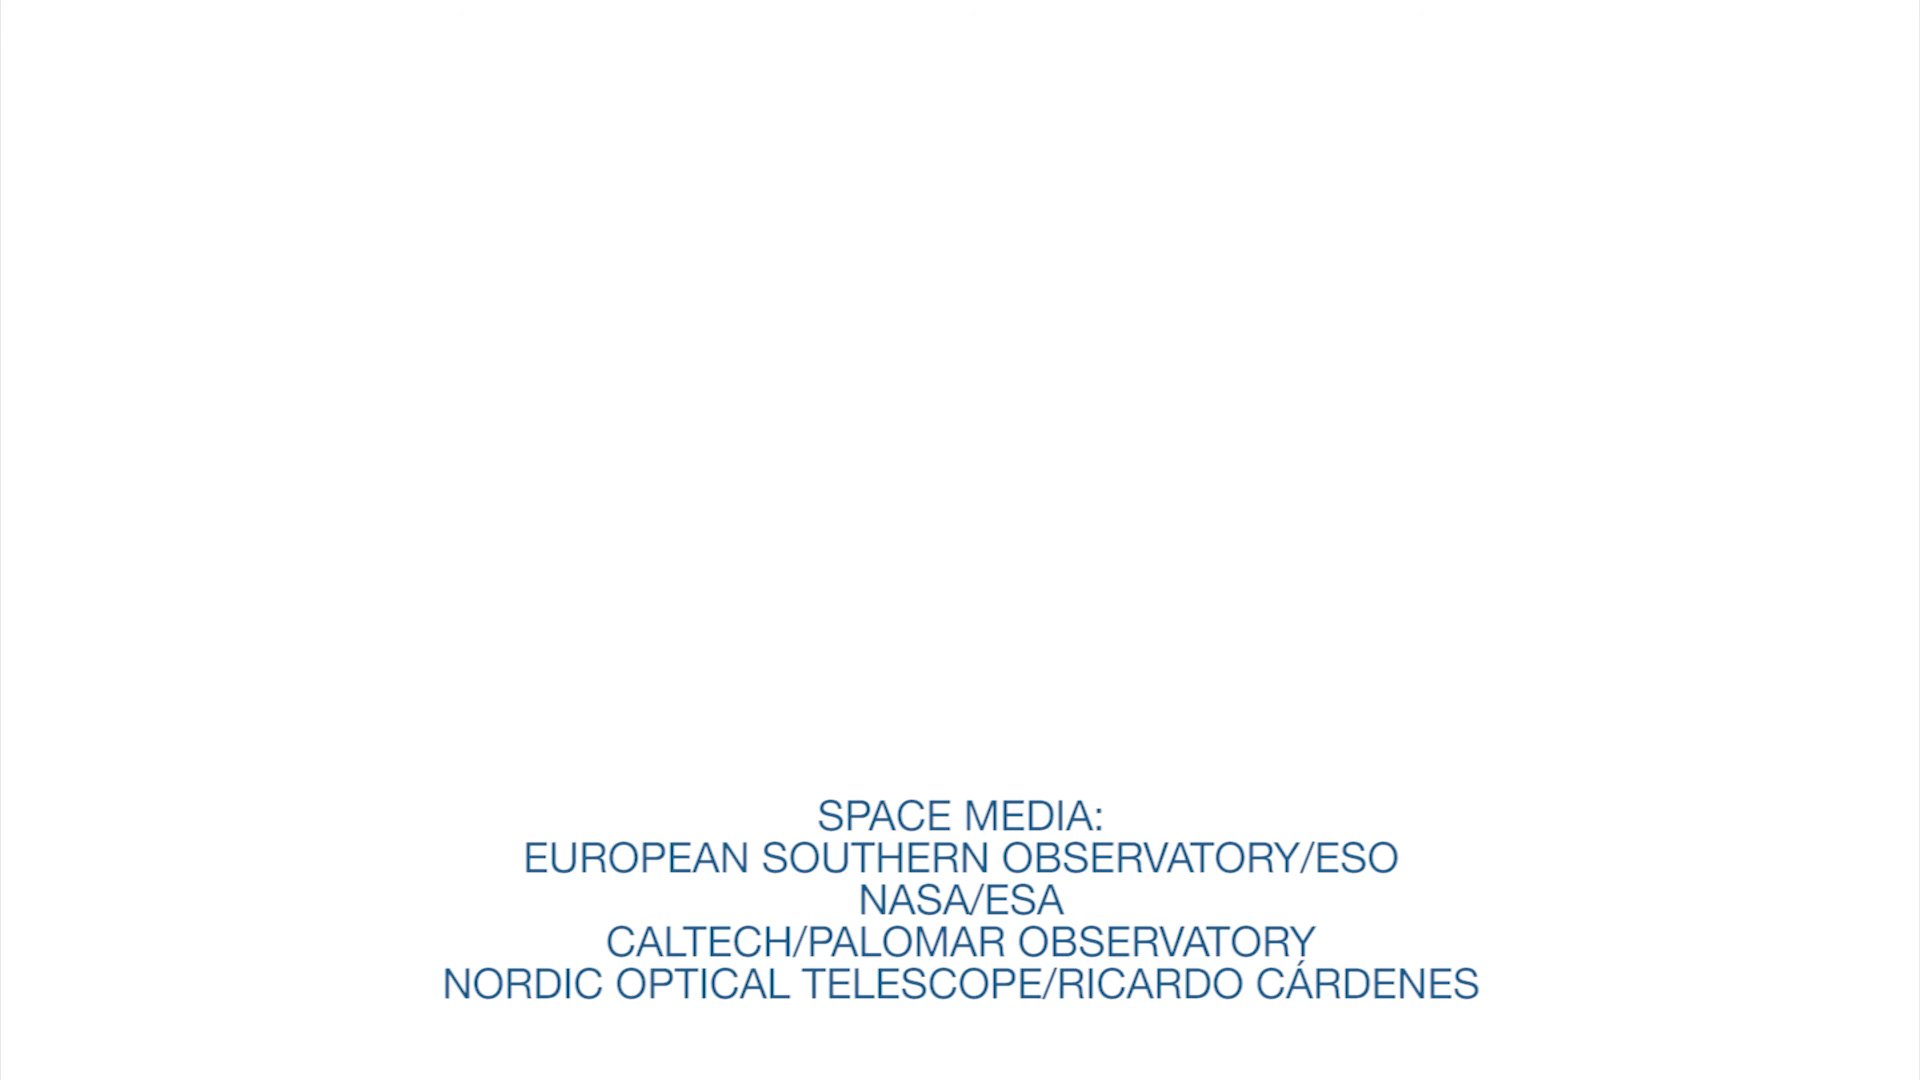 SPACE MEDIA:
EUROPEAN SOUTHERN OBSERVATORY/ESO
NASA/ESA
CALTECH/PALOMAR OBSERVATORY
NORDIC OPTICAL TELESCOPE/RICARDO CÁRDENES